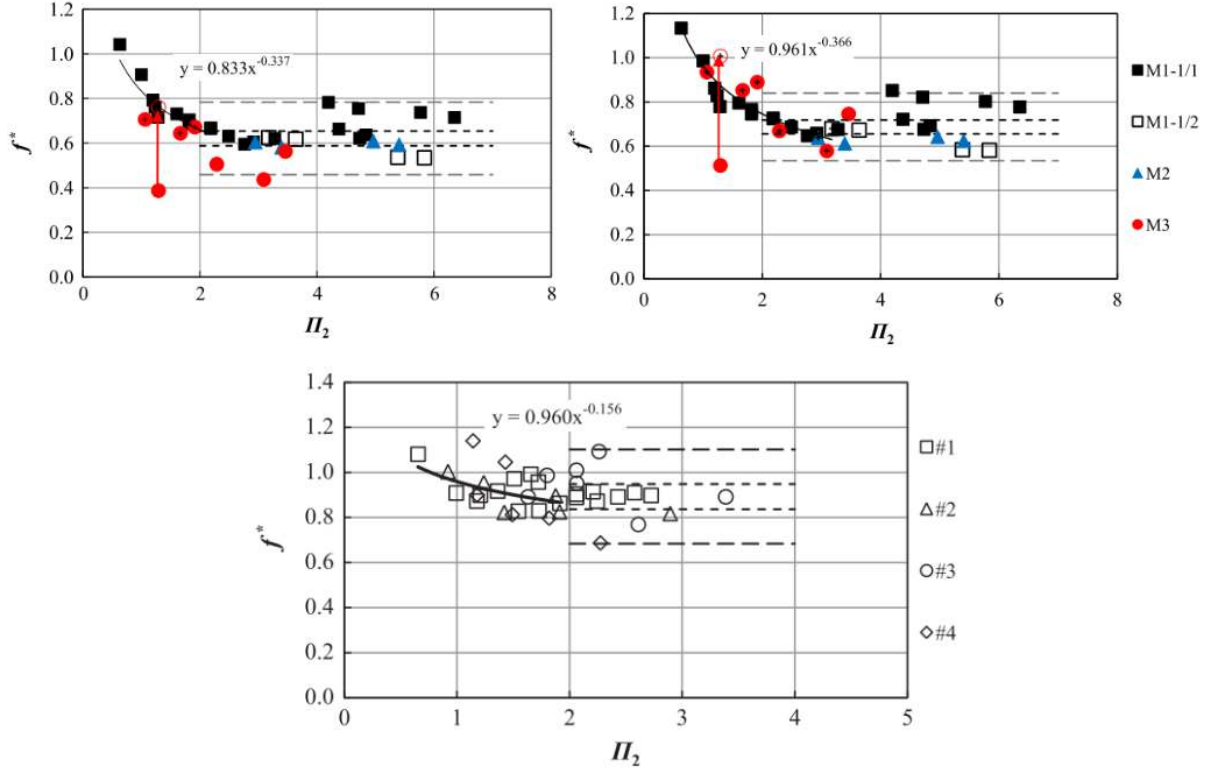 1.2
1.0
0.8
0.6
0.4
0.2
0.0
f*
y = 0.833x^-0.337
0 2 4 6 8
Π₂
1.2
1.0
0.8
0.6
0.4
0.2
0.0
f*
y = 0.961x^-0.366
0 2 4 6 8
Π₂
M1-1/1
M1-1/2
M2
M3
1.4
1.2
1.0
0.8
0.6
0.4
0.2
0.0
f*
y = 0.960x^-0.156
0 1 2 3 4 5
Π₂
#1
#2
#3
#4